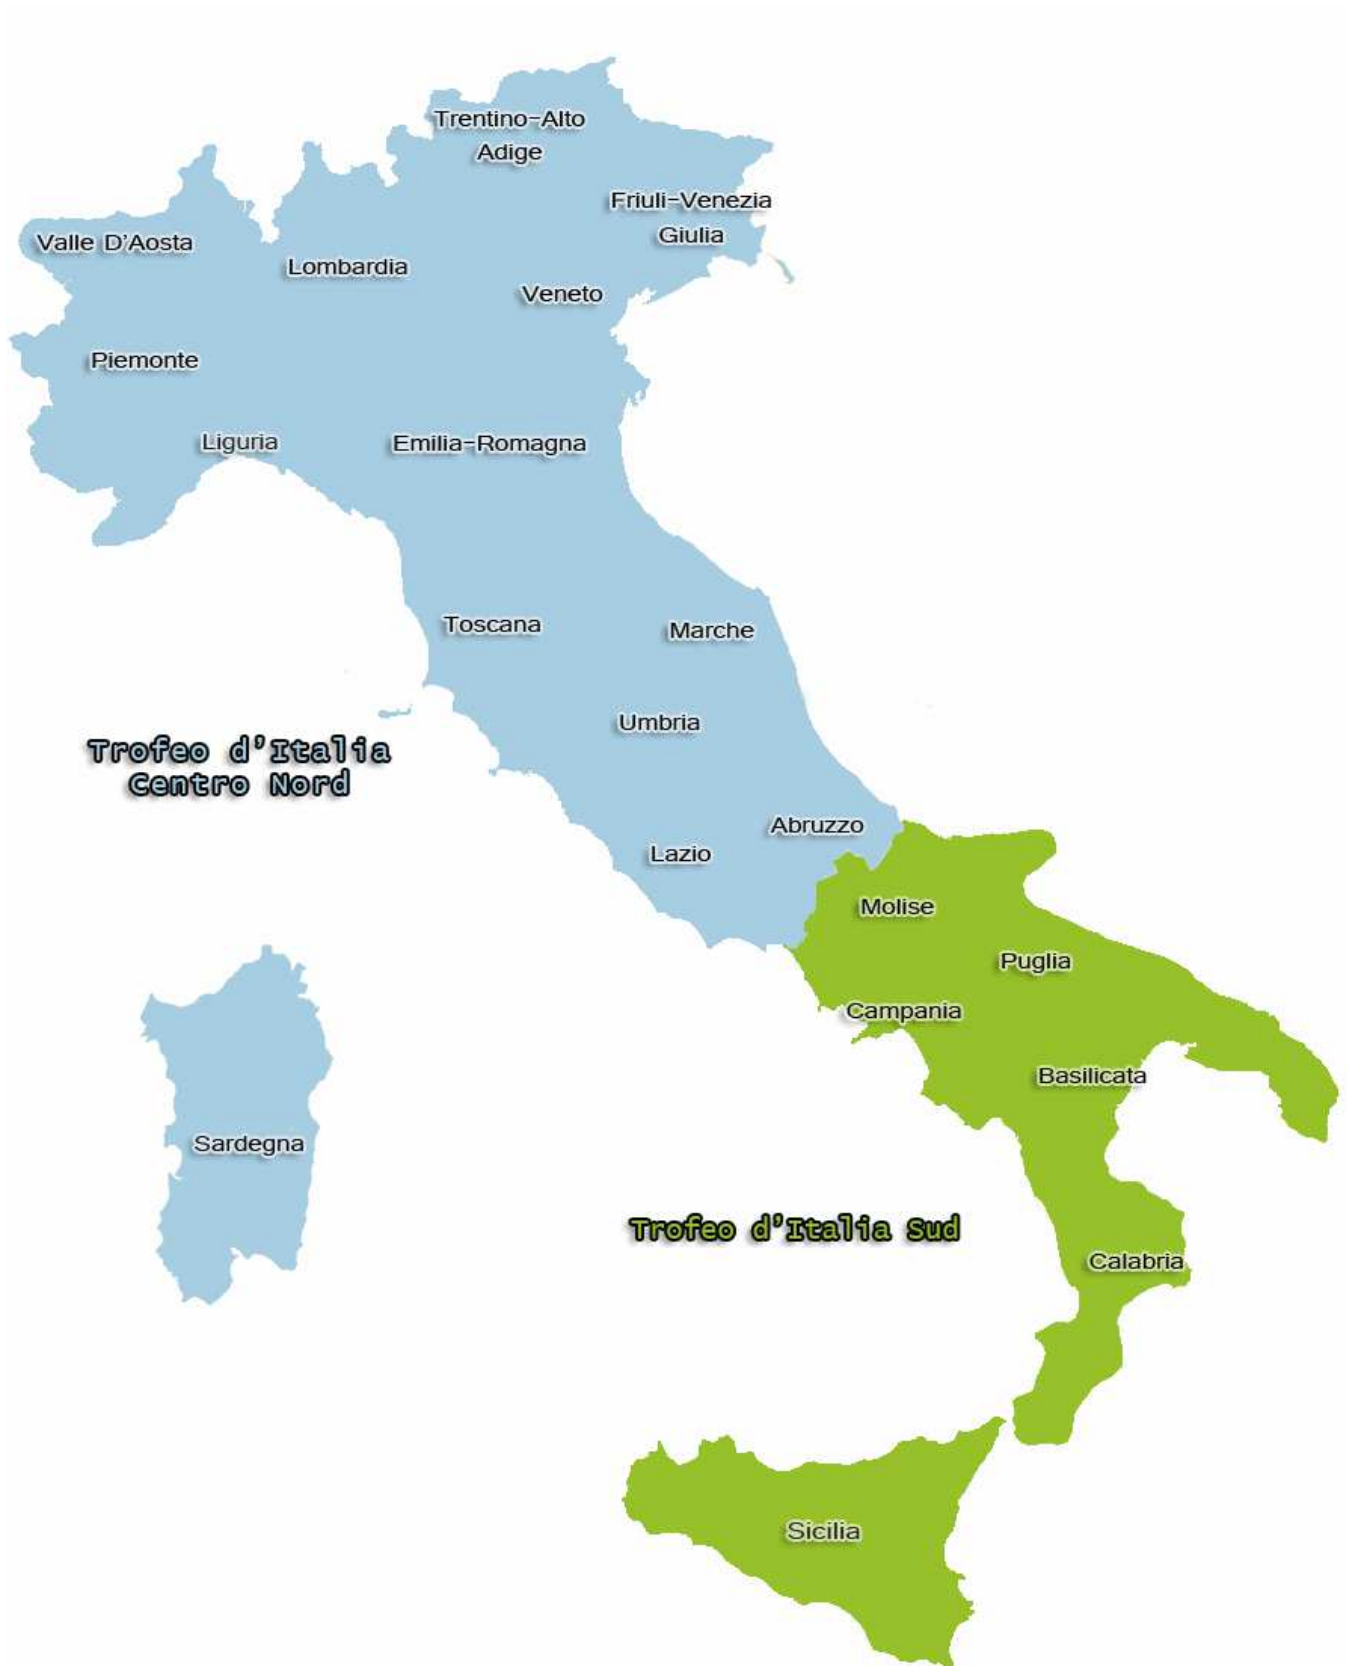 Trentino-Alto
Adige
Friuli-Venezia
Giulia
Valle D'Aosta
Lombardia
Veneto
Piemonte
Liguria
Emilia-Romagna
Toscana
Marche
Umbria
Trofeo d'Italia
Centro Nord
Abruzzo
Lazio
Molise
Puglia
Campania
Basilicata
Sardegna
Trofeo d'Italia Sud
Calabria
Sicilia